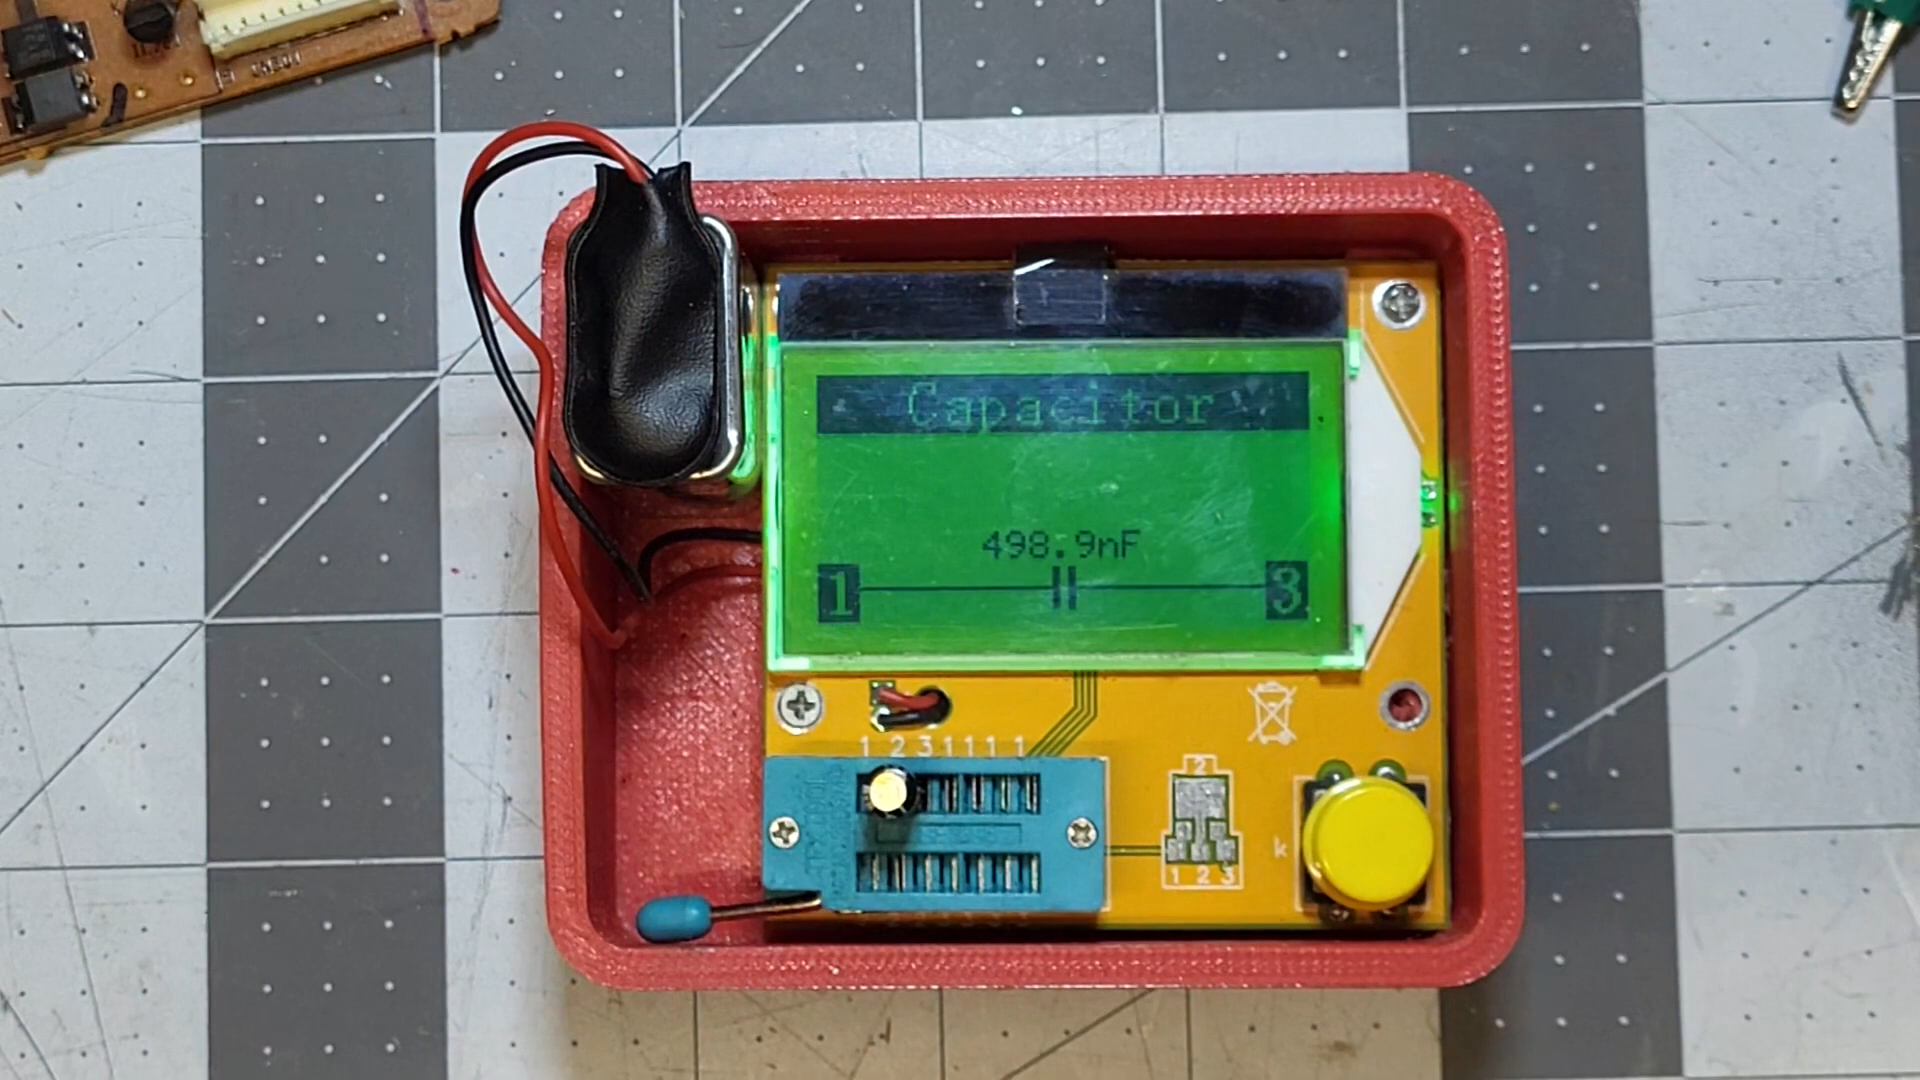 Capacitor
498.9nF
1 3
1 2 3 1 1 1 1
2
k
1 2 3